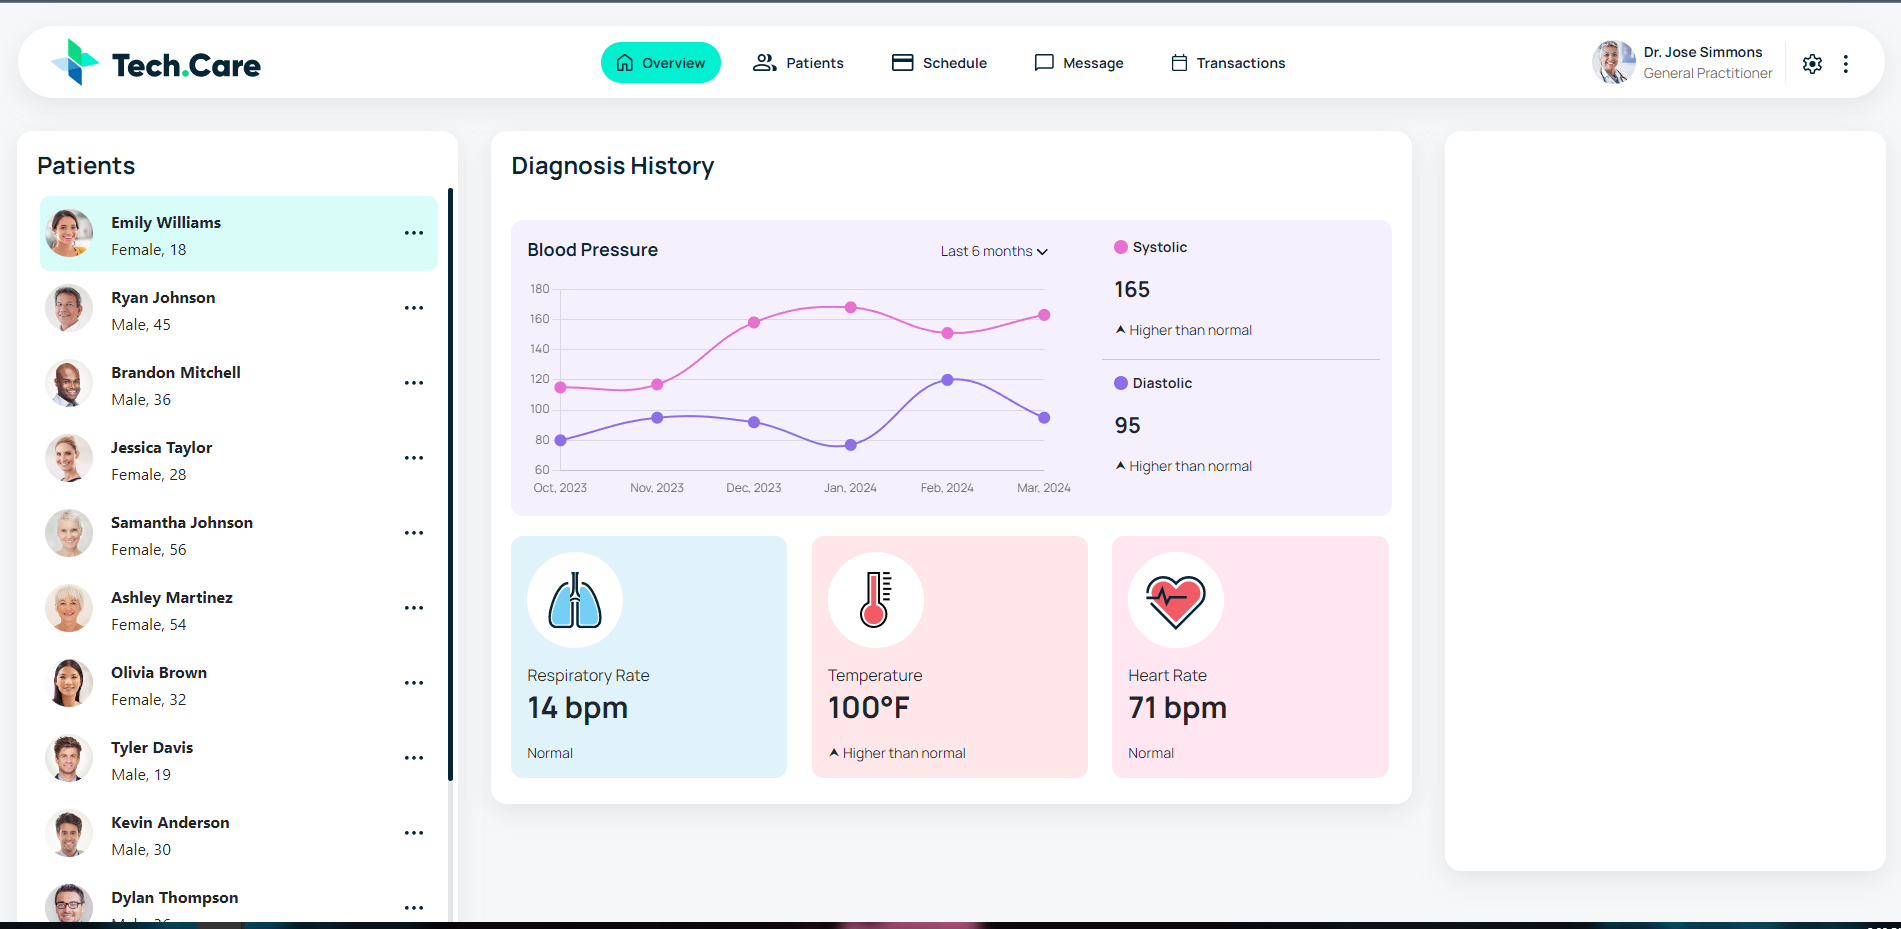 Tech.Care
Overview
Patients
Schedule
Message
Transactions
Dr. Jose Simmons
General Practitioner
Patients
Emily Williams
Female, 18
Ryan Johnson
Male, 45
Brandon Mitchell
Male, 36
Jessica Taylor
Female, 28
Samantha Johnson
Female, 56
Ashley Martinez
Female, 54
Olivia Brown
Female, 32
Tyler Davis
Male, 19
Kevin Anderson
Male, 30
Dylan Thompson
Diagnosis History
Blood Pressure
Last 6 months
180
160
140
120
100
80
60
Oct, 2023
Nov, 2023
Dec, 2023
Jan, 2024
Feb, 2024
Mar, 2024
Systolic
165
Higher than normal
Diastolic
95
Higher than normal
Respiratory Rate
14 bpm
Normal
Temperature
100°F
Higher than normal
Heart Rate
71 bpm
Normal